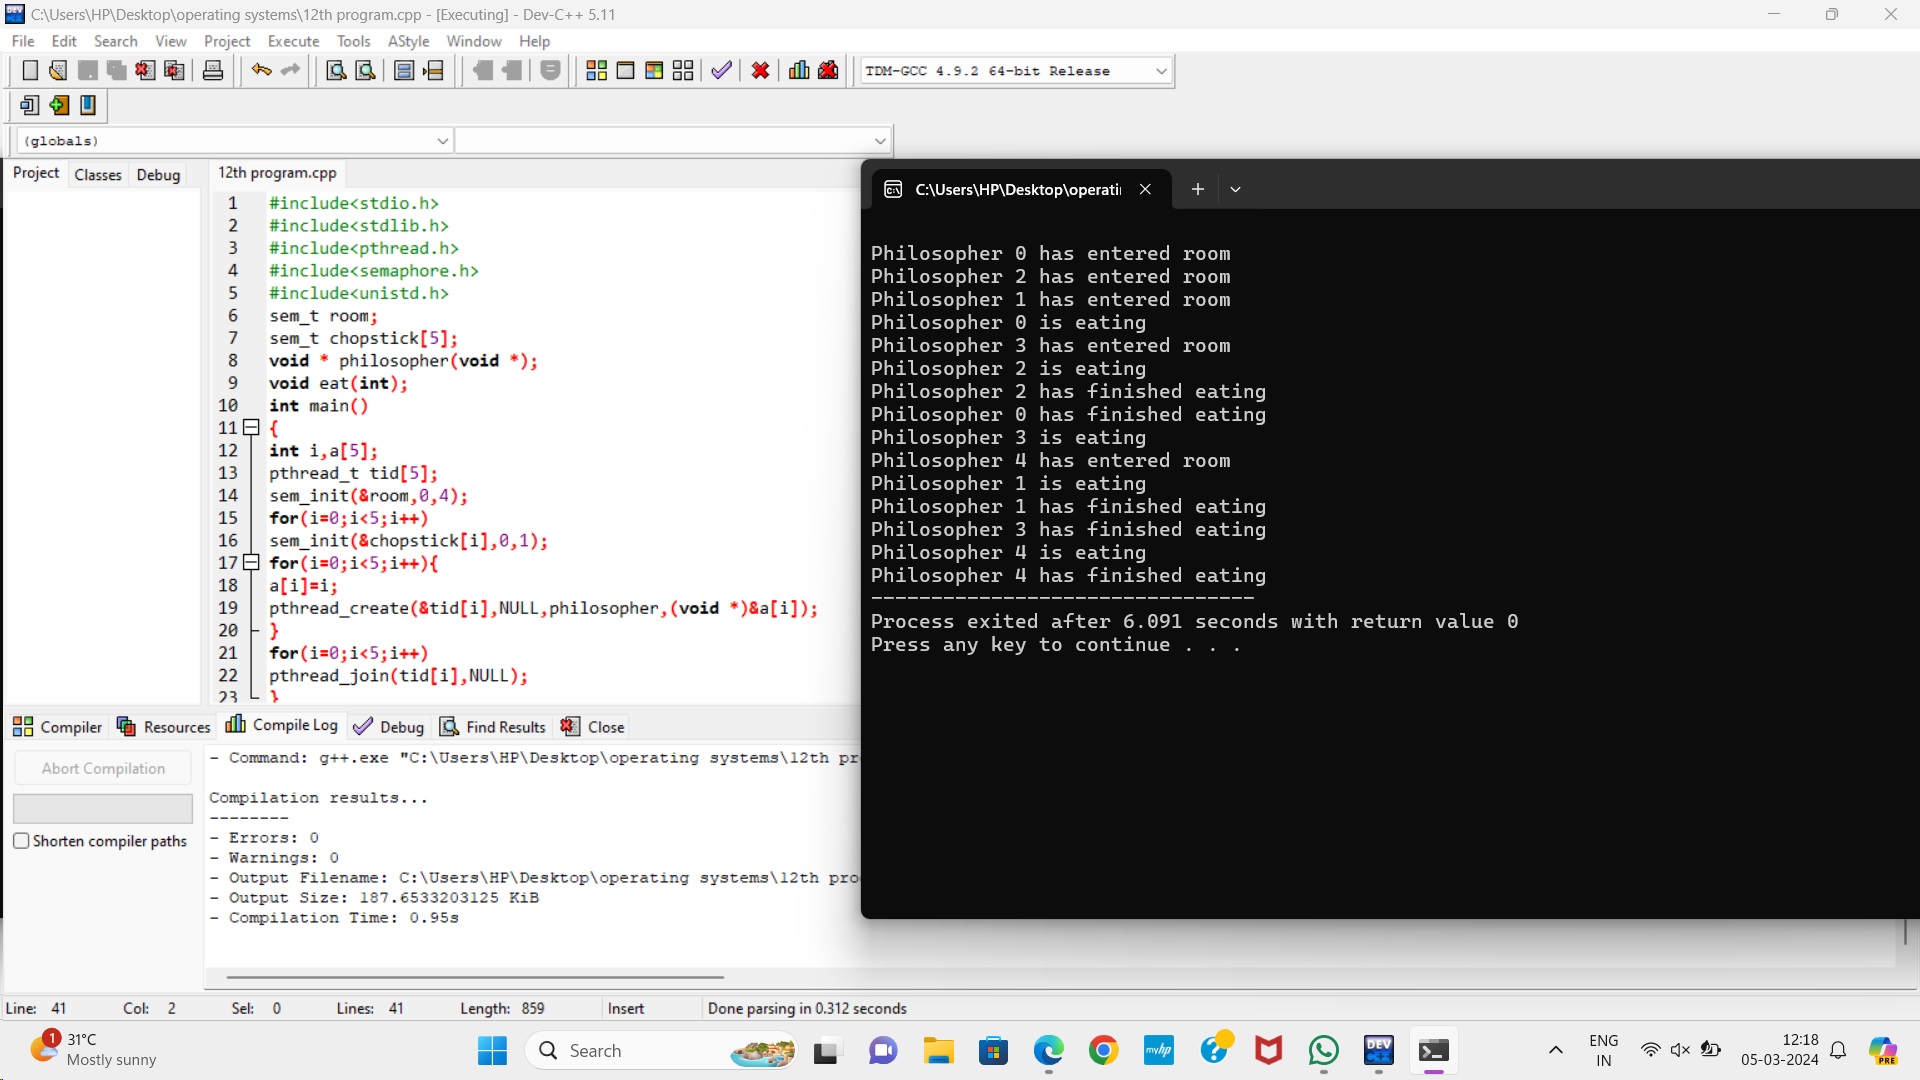 C:\Users\HP\Desktop\operating systems\12th program.cpp - [Executing] - Dev-C++ 5.11
File Edit Search View Project Execute Tools AStyle Window Help
TDM-GCC 4.9.2 64-bit Release
(globals)
Project Classes Debug
12th program.cpp
1 #include<stdio.h>
2 #include<stdlib.h>
3 #include<pthread.h>
4 #include<semaphore.h>
5 #include<unistd.h>
6 sem_t room;
7 sem_t chopstick[5];
8 void * philosopher(void *);
9 void eat(int);
10 int main()
11 {
12 int i,a[5];
13 pthread_t tid[5];
14 sem_init(&room,0,4);
15 for(i=0;i<5;i++)
16 sem_init(&chopstick[i],0,1);
17 for(i=0;i<5;i++){
18 a[i]=i;
19 pthread_create(&tid[i],NULL,philosopher,(void *)&a[i]);
20 }
21 for(i=0;i<5;i++)
22 pthread_join(tid[i],NULL);
23 }
C:\Users\HP\Desktop\operati
Philosopher 0 has entered room
Philosopher 2 has entered room
Philosopher 1 has entered room
Philosopher 0 is eating
Philosopher 3 has entered room
Philosopher 2 is eating
Philosopher 2 has finished eating
Philosopher 0 has finished eating
Philosopher 3 is eating
Philosopher 4 has entered room
Philosopher 1 is eating
Philosopher 1 has finished eating
Philosopher 3 has finished eating
Philosopher 4 is eating
Philosopher 4 has finished eating
--------------------------------
Process exited after 6.091 seconds with return value 0
Press any key to continue . . .
Compiler Resources Compile Log Debug Find Results Close
Abort Compilation
Shorten compiler paths
- Command: g++.exe "C:\Users\HP\Desktop\operating systems\12th pr
Compilation results...
--------
- Errors: 0
- Warnings: 0
- Output Filename: C:\Users\HP\Desktop\operating systems\12th pro
- Output Size: 187.6533203125 KiB
- Compilation Time: 0.95s
Line: 41 Col: 2 Sel: 0 Lines: 41 Length: 859 Insert Done parsing in 0.312 seconds
1
31°C
Mostly sunny
Search
myhp
DEV
C++
ENG
IN
12:18
05-03-2024
PRE